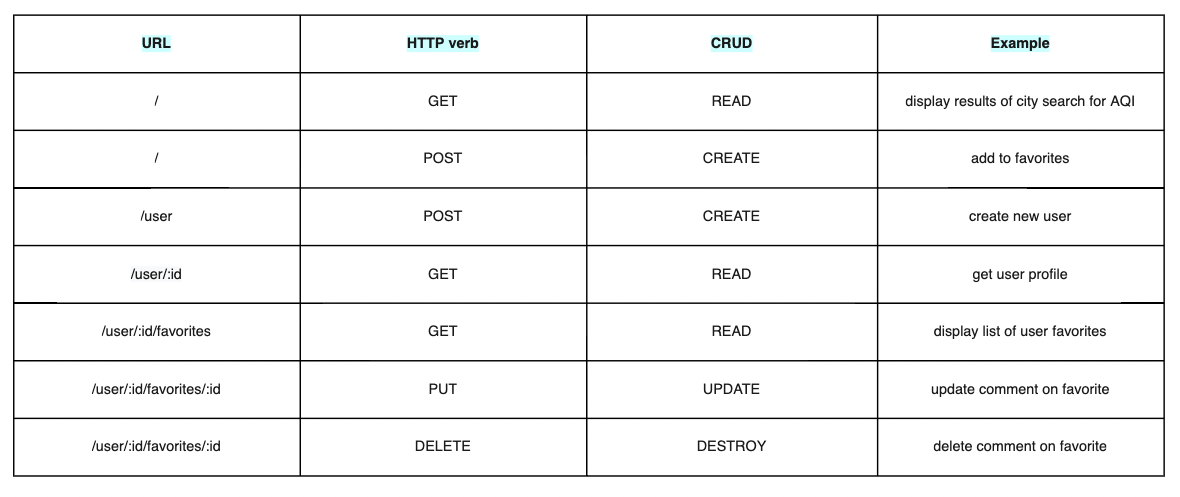 URL HTTP verb CRUD Example
/ GET READ display results of city search for AQI
/ POST CREATE add to favorites
/user POST CREATE create new user
/user/:id GET READ get user profile
/user/:id/favorites GET READ display list of user favorites
/user/:id/favorites/:id PUT UPDATE update comment on favorite
/user/:id/favorites/:id DELETE DESTROY delete comment on favorite